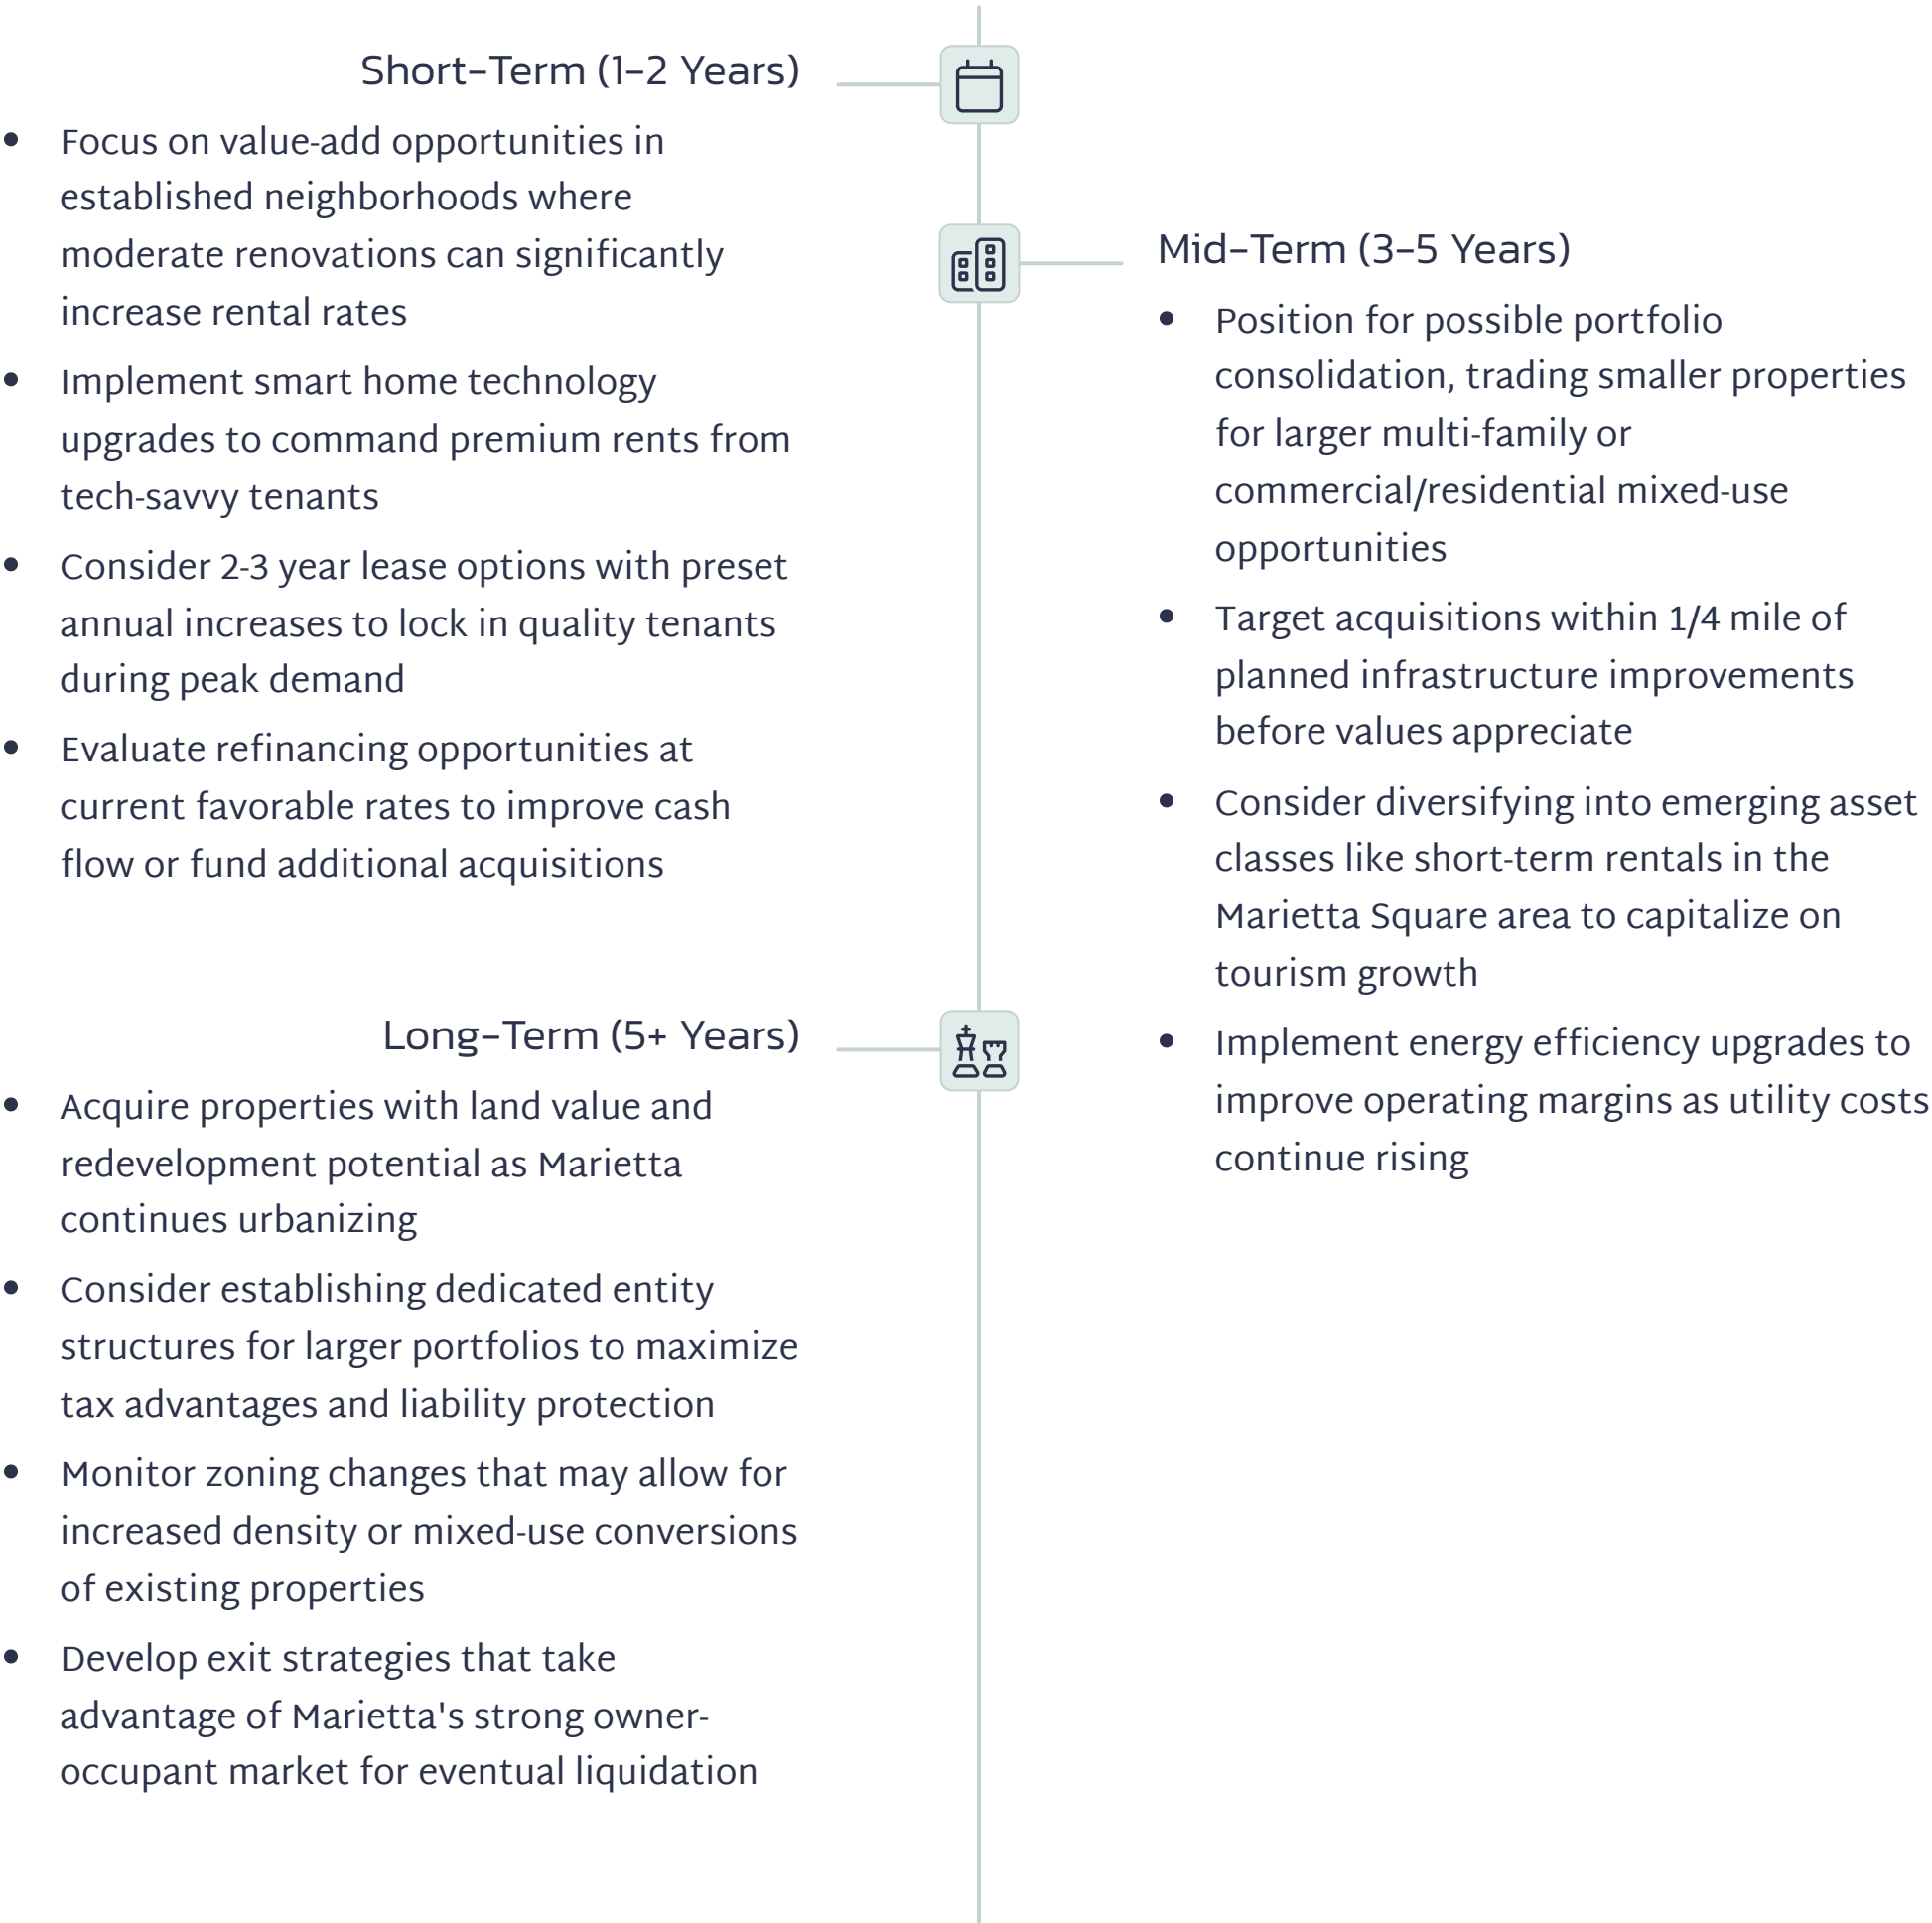 Short-Term (1-2 Years)
• Focus on value-add opportunities in
established neighborhoods where
moderate renovations can significantly
increase rental rates
• Implement smart home technology
upgrades to command premium rents from
tech-savvy tenants
• Consider 2-3 year lease options with preset
annual increases to lock in quality tenants
during peak demand
• Evaluate refinancing opportunities at
current favorable rates to improve cash
flow or fund additional acquisitions
Mid-Term (3-5 Years)
• Position for possible portfolio
consolidation, trading smaller properties
for larger multi-family or
commercial/residential mixed-use
opportunities
• Target acquisitions within 1/4 mile of
planned infrastructure improvements
before values appreciate
• Consider diversifying into emerging asset
classes like short-term rentals in the
Marietta Square area to capitalize on
tourism growth
• Implement energy efficiency upgrades to
improve operating margins as utility costs
continue rising
Long-Term (5+ Years)
• Acquire properties with land value and
redevelopment potential as Marietta
continues urbanizing
• Consider establishing dedicated entity
structures for larger portfolios to maximize
tax advantages and liability protection
• Monitor zoning changes that may allow for
increased density or mixed-use conversions
of existing properties
• Develop exit strategies that take
advantage of Marietta's strong owner-
occupant market for eventual liquidation